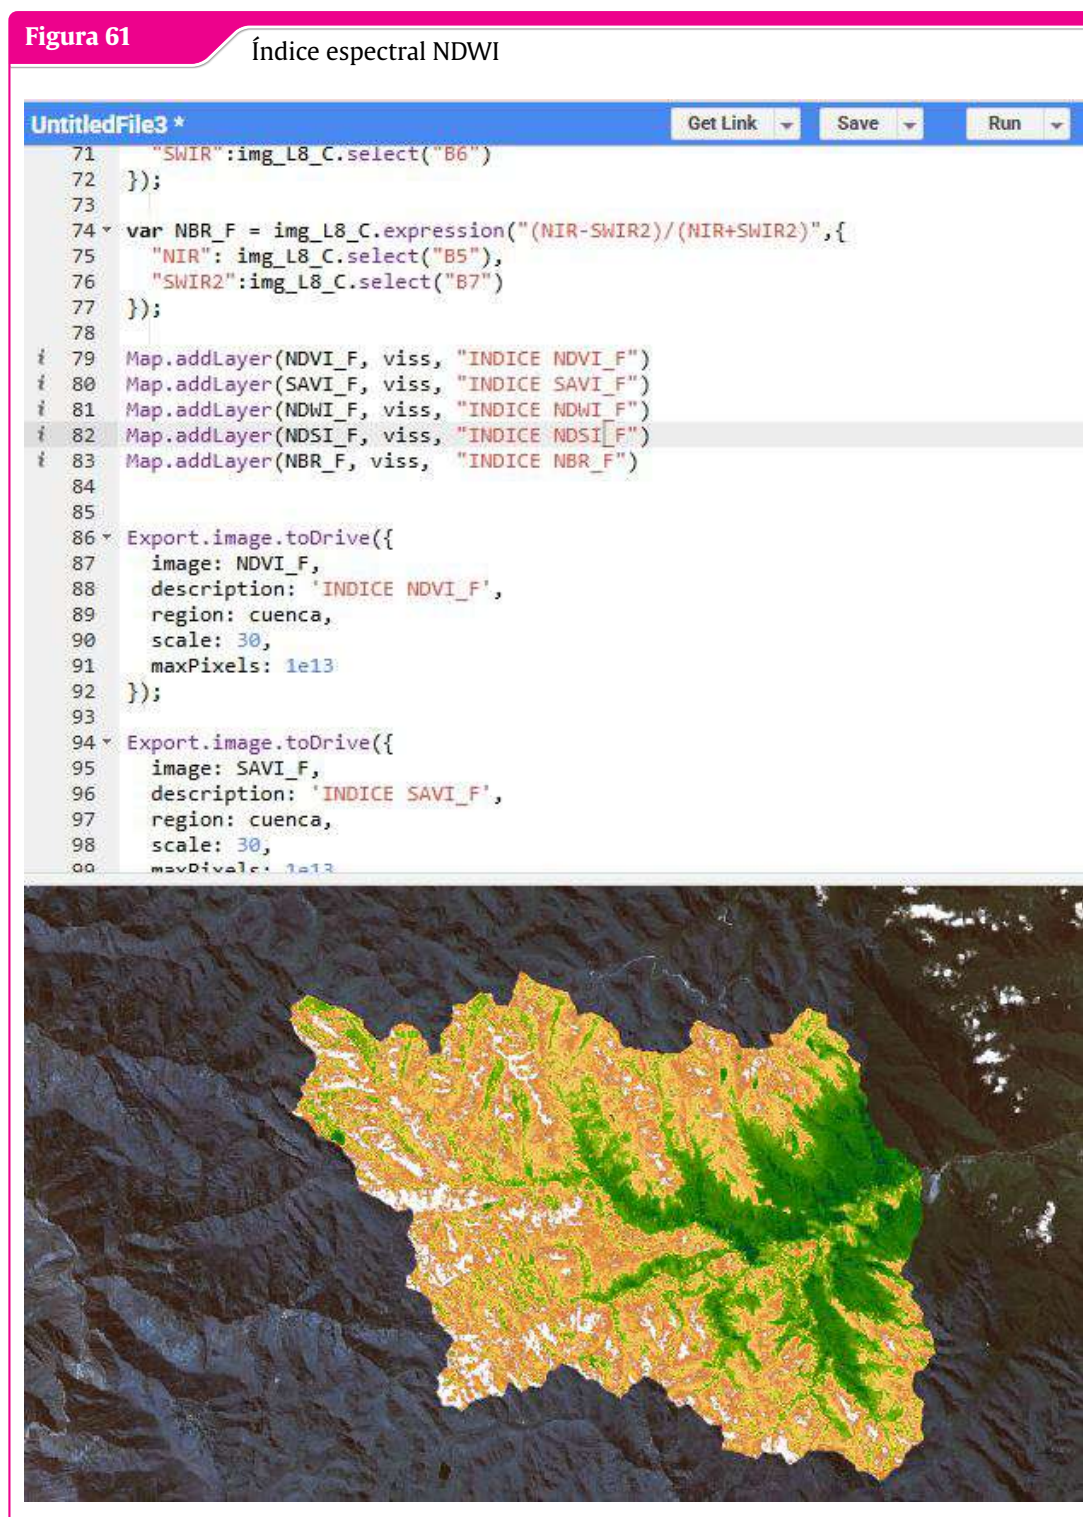 Figura 61
Índice espectral NDWI
UntitledFile3 *
Get Link
Save
Run
71 "SWIR":img_L8_C.select("B6")
72 });
73
74 var NBR_F = img_L8_C.expression("(NIR-SWIR2)/(NIR+SWIR2)",{
75 "NIR": img_L8_C.select("B5"),
76 "SWIR2":img_L8_C.select("B7")
77 });
78
i 79 Map.addLayer(NDVI_F, viss, "INDICE NDVI_F")
i 80 Map.addLayer(SAVI_F, viss, "INDICE SAVI_F")
i 81 Map.addLayer(NDWI_F, viss, "INDICE NDWI_F")
i 82 Map.addLayer(NDSI_F, viss, "INDICE NDSI_F")
i 83 Map.addLayer(NBR_F, viss, "INDICE NBR_F")
84
85
86 Export.image.toDrive({
87 image: NDVI_F,
88 description: 'INDICE NDVI_F',
89 region: cuenca,
90 scale: 30,
91 maxPixels: 1e13
92 });
93
94 Export.image.toDrive({
95 image: SAVI_F,
96 description: 'INDICE SAVI_F',
97 region: cuenca,
98 scale: 30,
99 maxPixels: 1e13